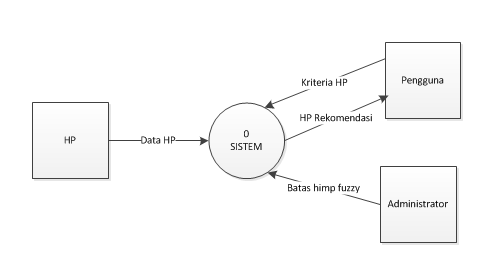 HP
Data HP
0
SISTEM
Kriteria HP
HP Rekomendasi
Pengguna
Batas himp fuzzy
Administrator